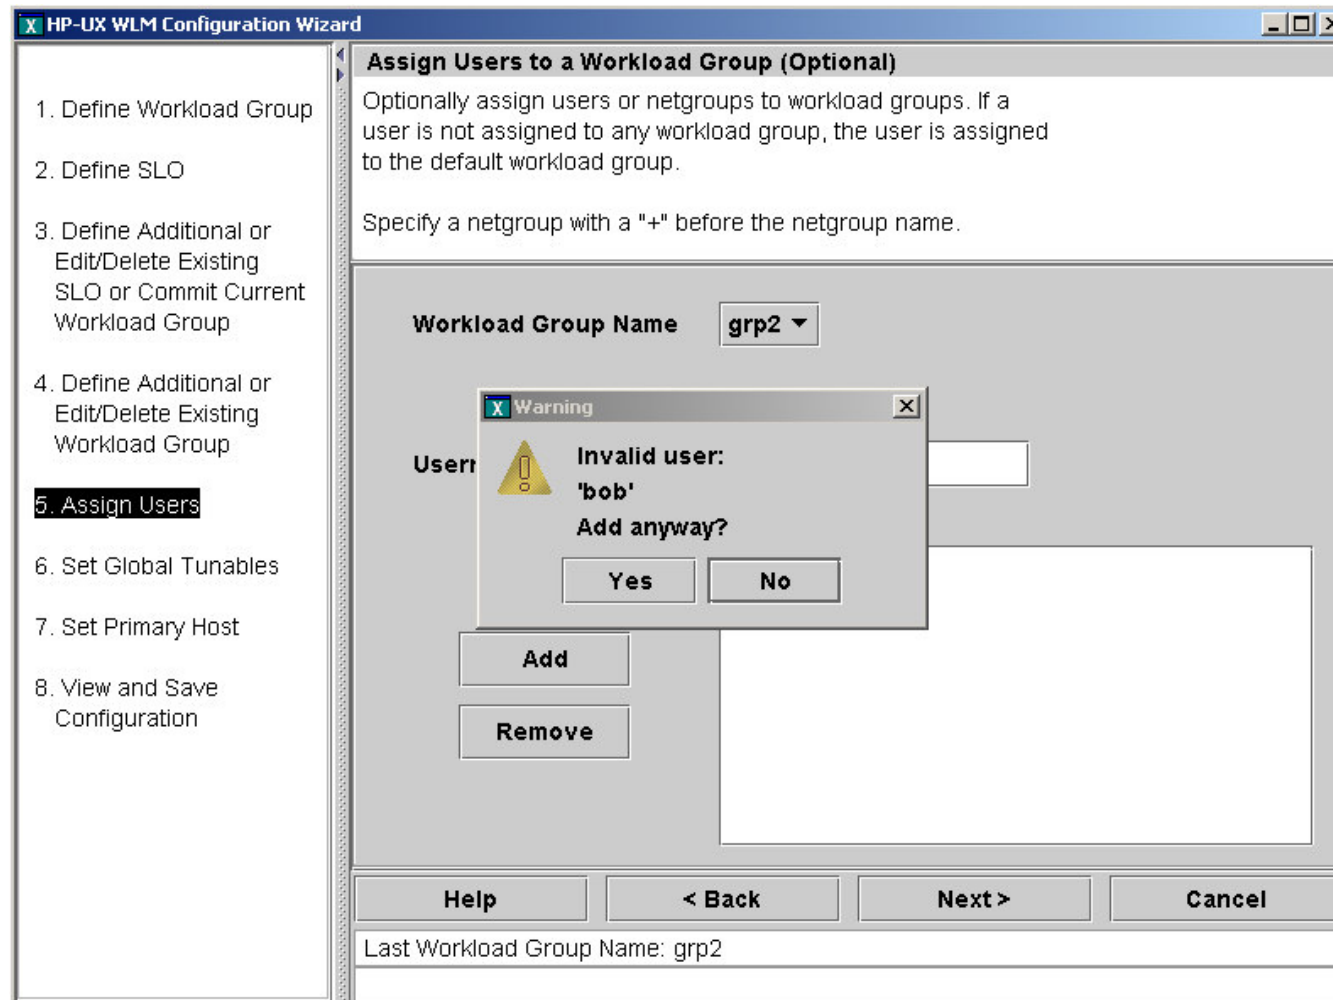 HP-UX WLM Configuration Wizard
1. Define Workload Group
2. Define SLO
3. Define Additional or
Edit/Delete Existing
SLO or Commit Current
Workload Group
4. Define Additional or
Edit/Delete Existing
Workload Group
5. Assign Users
6. Set Global Tunables
7. Set Primary Host
8. View and Save
Configuration
Assign Users to a Workload Group (Optional)
Optionally assign users or netgroups to workload groups. If a
user is not assigned to any workload group, the user is assigned
to the default workload group.
Specify a netgroup with a "+" before the netgroup name.
Workload Group Name grp2
Warning
Invalid user:
'bob'
Add anyway?
Yes No
Add
Remove
Help < Back Next > Cancel
Last Workload Group Name: grp2